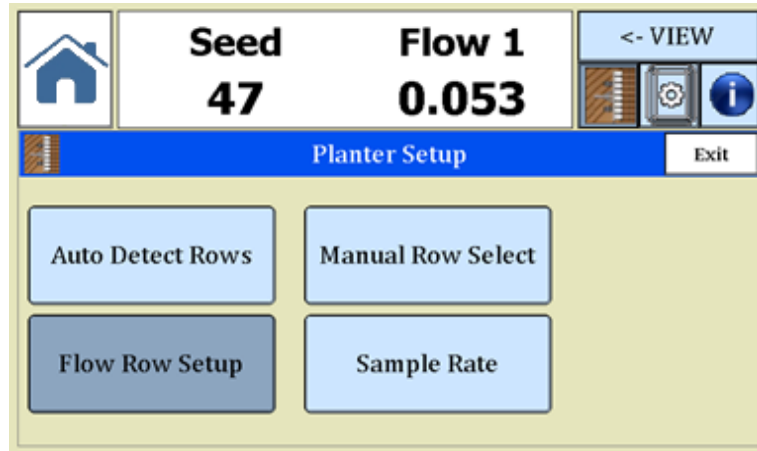 Seed Flow 1 <- VIEW
47 0.053
Planter Setup Exit
Auto Detect Rows Manual Row Select
Flow Row Setup Sample Rate